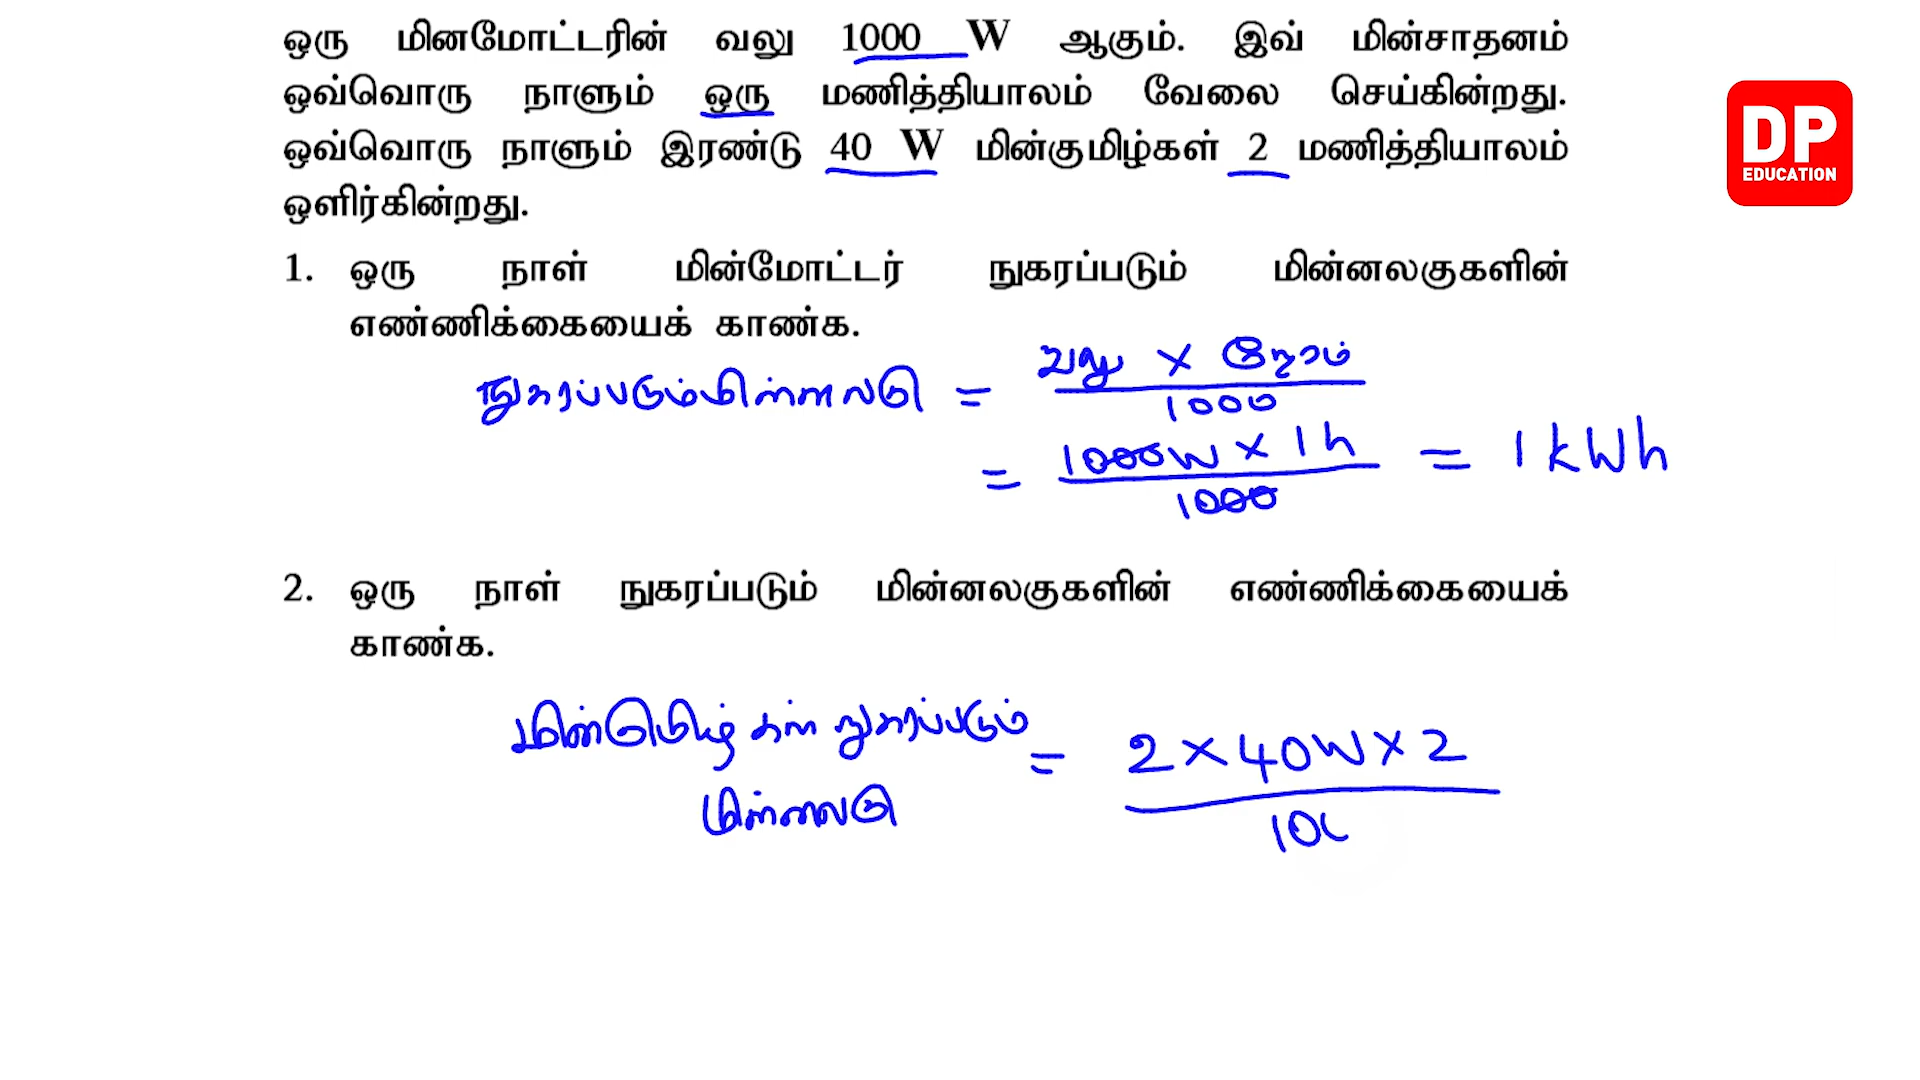 ஒரு மினமோட்டரின் வலு 1000 W ஆகும். இவ் மின்சாதனம்
ஒவ்வொரு நாளும் ஒரு மணித்தியாலம் வேலை செய்கின்றது.
ஒவ்வொரு நாளும் இரண்டு 40 W மின்குமிழ்கள் 2 மணித்தியாலம்
ஒளிர்கின்றது.
DP
EDUCATION
1. ஒரு நாள் மின்மோட்டர் நுகரப்படும் மின்னலகுகளின்
எண்ணிக்கையைக் காண்க.
வலு × நேரம்
நுகரப்படும்மின்னலகு =
1000
= 1000W × 1h = 1kWh
1000
2. ஒரு நாள் நுகரப்படும் மின்னலகுகளின் எண்ணிக்கையைக்
காண்க.
மின்குமிழ்கள் நுகரப்படும் = 2×40W×2
மின்னலகு
100